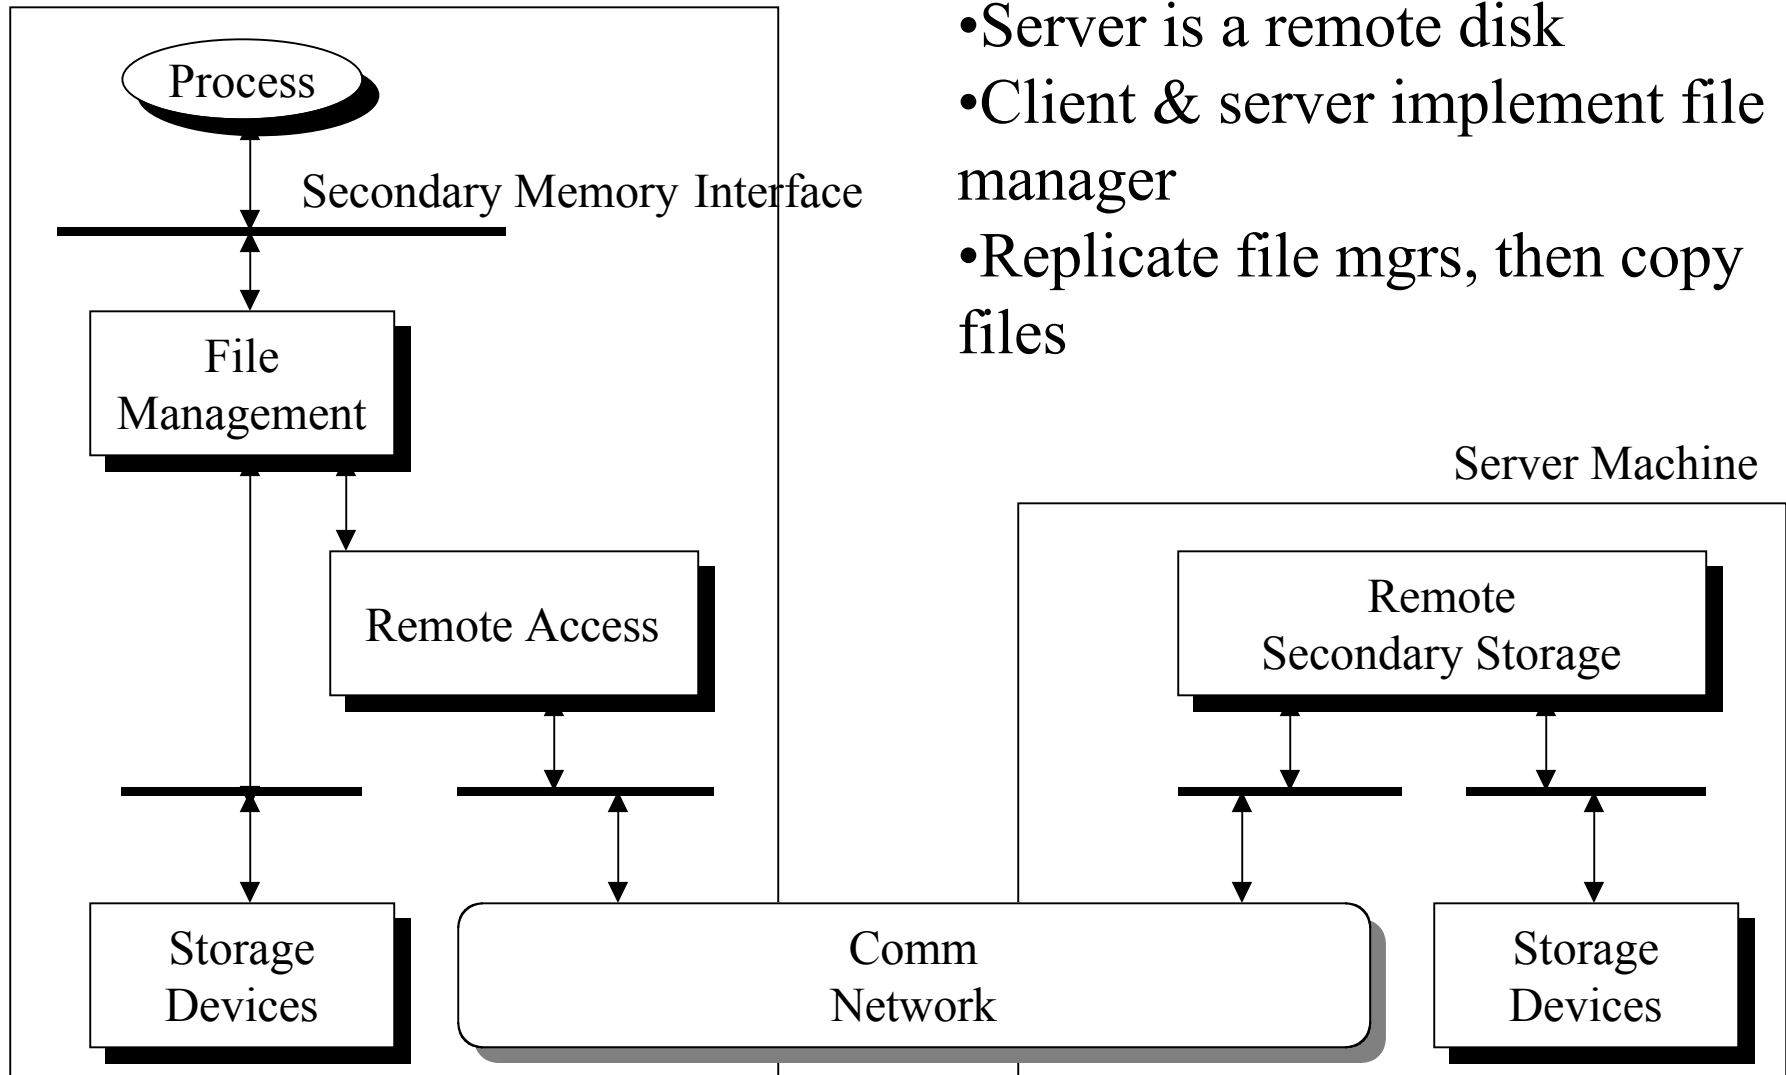 •Server is a remote disk
•Client & server implement file
manager
•Replicate file mgrs, then copy
files
Process
Secondary Memory Interface
File
Management
Remote Access
Storage
Devices
Comm
Network
Server Machine
Remote
Secondary Storage
Storage
Devices